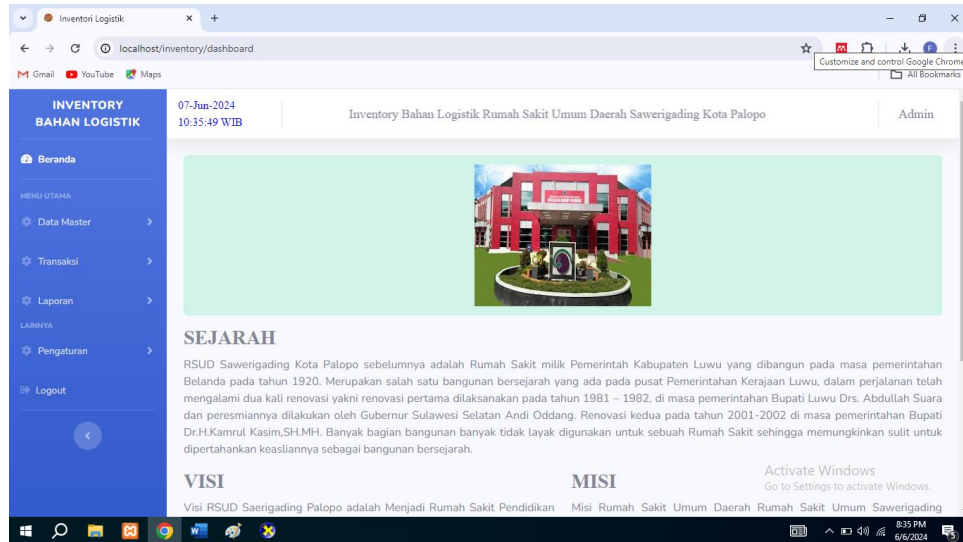 Inventori Logistik
localhost/inventory/dashboard
Customize and control Google Chrome
Gmail YouTube Maps
All Bookmarks
INVENTORY
BAHAN LOGISTIK
07-Jun-2024
10:35:49 WIB
Inventory Bahan Logistik Rumah Sakit Umum Daerah Sawerigading Kota Palopo
Admin
Beranda
MENU UTAMA
Data Master
Transaksi
Laporan
LAINNYA
Pengaturan
Logout
SEJARAH
RSUD Sawerigading Kota Palopo sebelumnya adalah Rumah Sakit milik Pemerintah Kabupaten Luwu yang dibangun pada masa pemerintahan
Belanda pada tahun 1920. Merupakan salah satu bangunan bersejarah yang ada pada pusat Pemerintahan Kerajaan Luwu, dalam perjalanan telah
mengalami dua kali renovasi yakni renovasi pertama dilaksanakan pada tahun 1981 – 1982, di masa pemerintahan Bupati Luwu Drs. Abdullah Suara
dan peresmiannya dilakukan oleh Gubernur Sulawesi Selatan Andi Oddang. Renovasi kedua pada tahun 2001-2002 di masa pemerintahan Bupati
Dr.H.Kamrul Kasim,SH.MH. Banyak bagian bangunan banyak tidak layak digunakan untuk sebuah Rumah Sakit sehingga memungkinkan sulit untuk
dipertahankan keasliannya sebagai bangunan bersejarah.
VISI
Visi RSUD Saerigading Palopo adalah Menjadi Rumah Sakit Pendidikan
MISI
Misi Rumah Sakit Umum Daerah Rumah Sakit Umum Sawerigading
Activate Windows
Go to Settings to activate Windows.
8:35 PM
6/6/2024